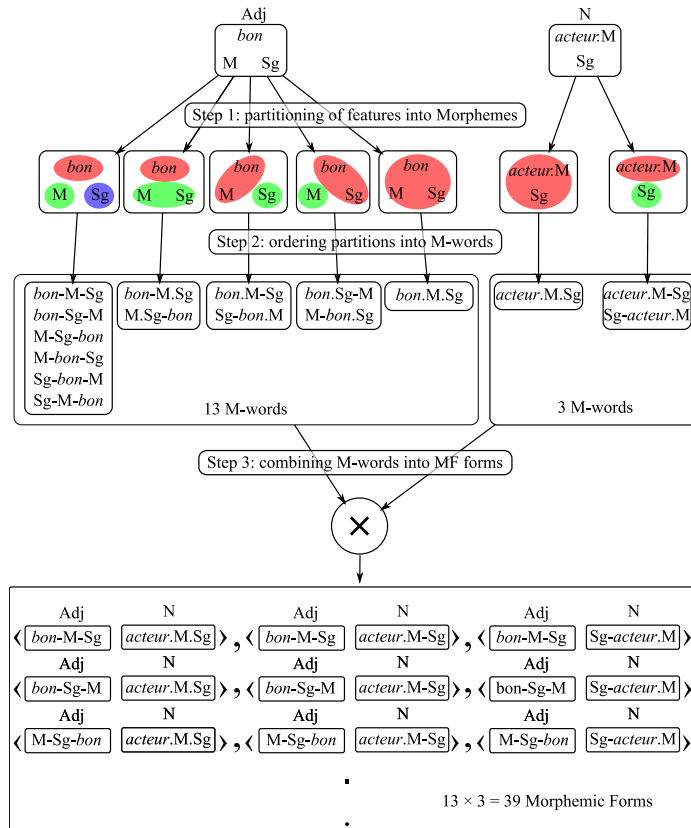 Adj N
bon acteur.M
M Sg Sg
Step 1: partitioning of features into Morphemes
bon bon bon bon bon acteur.M acteur.M
M Sg M Sg M Sg M Sg M Sg Sg Sg
Step 2: ordering partitions into M-words
bon-M-Sg bon-M.Sg bon.M-Sg bon.Sg-M bon.M.Sg acteur.M.Sg acteur.M-Sg
bon-Sg-M M.Sg-bon Sg-bon.M M-bon.Sg Sg-acteur.M
M-Sg-bon
M-bon-Sg
Sg-bon-M
Sg-M-bon
13 M-words 3 M-words
Step 3: combining M-words into MF forms
×
Adj N Adj N Adj N
⟨ bon-M-Sg acteur.M.Sg ⟩ , ⟨ bon-M-Sg acteur.M-Sg ⟩ , ⟨ bon-M-Sg Sg-acteur.M ⟩
Adj N Adj N Adj N
⟨ bon-Sg-M acteur.M.Sg ⟩ , ⟨ bon-Sg-M acteur.M-Sg ⟩ , ⟨ bon-Sg-M Sg-acteur.M ⟩
Adj N Adj N Adj N
⟨ M-Sg-bon acteur.M.Sg ⟩ , ⟨ M-Sg-bon acteur.M-Sg ⟩ , ⟨ M-Sg-bon Sg-acteur.M ⟩
.
13 × 3 = 39 Morphemic Forms
.